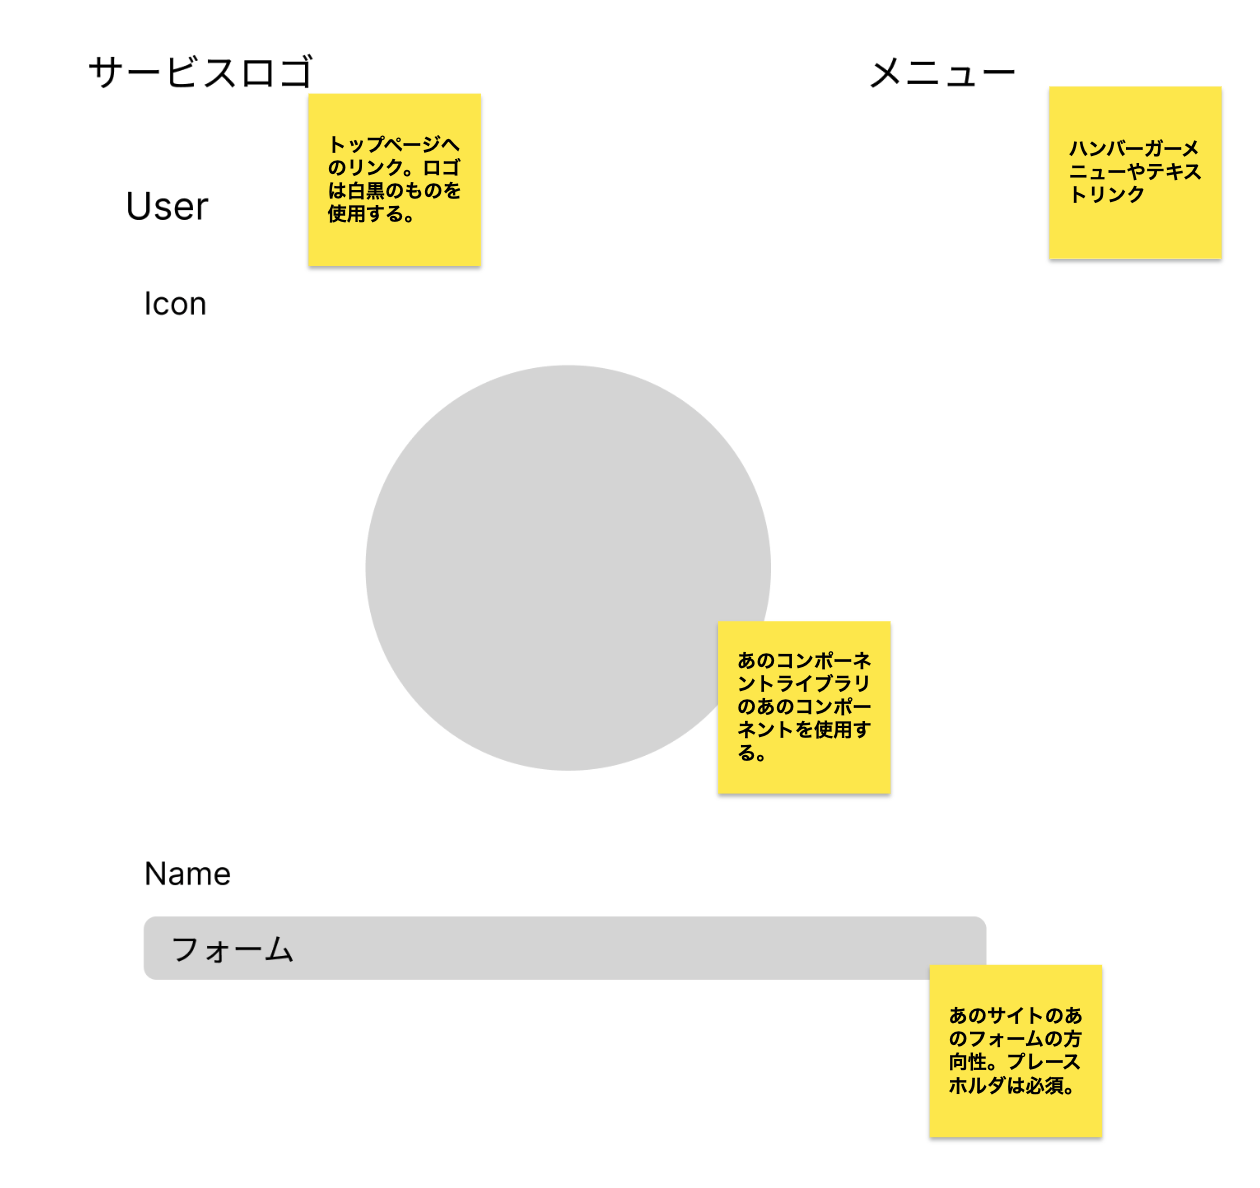 サービスロゴ
メニュー
トップページへ
のリンク。ロゴ
は白黒のものを
使用する。
ハンバーガーメ
ニューやテキス
トリンク
User
Icon
あのコンポーネ
ントライブラリ
のあのコンポー
ネントを使用す
る。
Name
フォーム
あのサイトのあ
のフォームの方
向性。プレース
ホルダは必須。